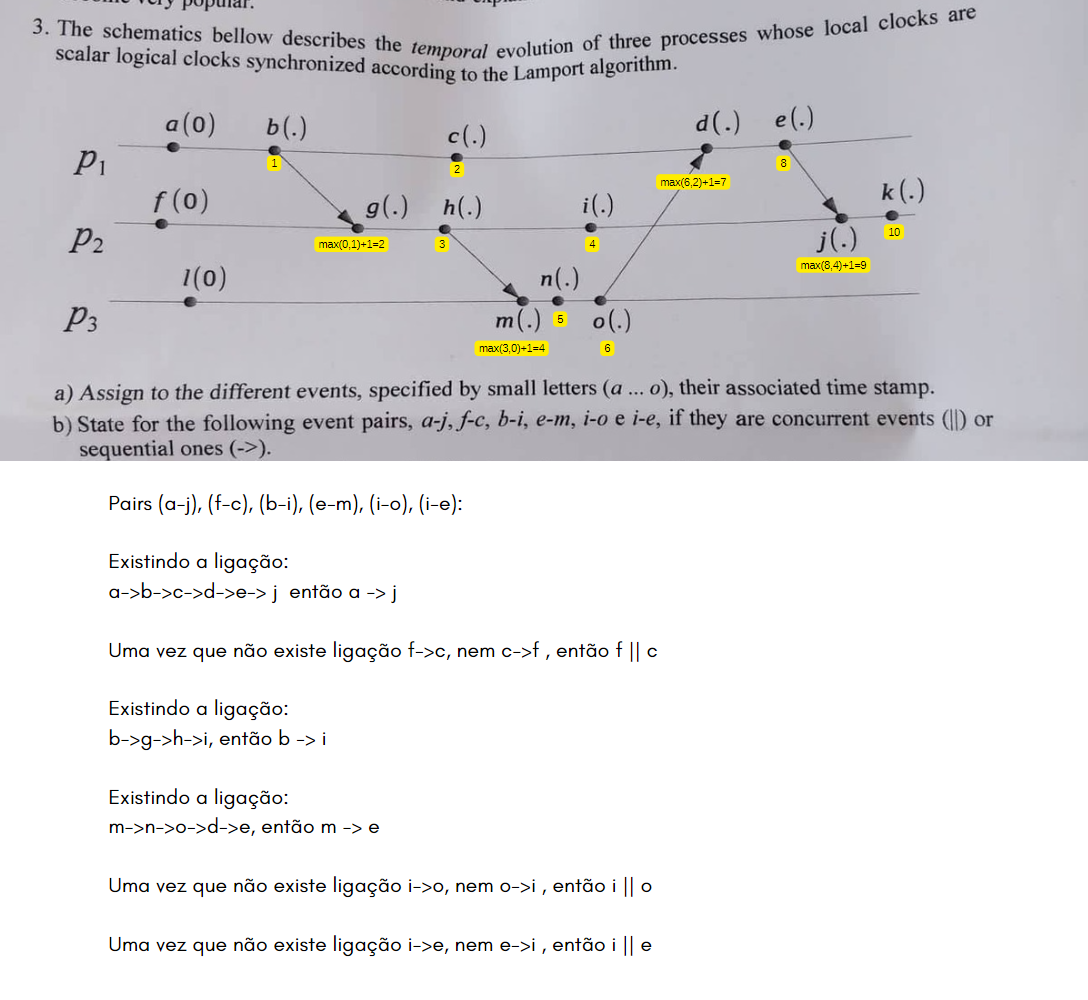 3. The schematics bellow describes the temporal evolution of three processes whose local clocks are
scalar logical clocks synchronized according to the Lamport algorithm.
a(0) b(.) c(.) d(.) e(.)
P1 1 2 8
max(6,2)+1=7
f(0) g(.) h(.) i(.) k(.)
P2 max(0,1)+1=2 3 4 j(.) 10
max(8,4)+1=9
l(0) n(.)
P3 m(.) 5 o(.)
max(3,0)+1=4 6
a) Assign to the different events, specified by small letters (a ... o), their associated time stamp.
b) State for the following event pairs, a-j, f-c, b-i, e-m, i-o e i-e, if they are concurrent events (||) or
sequential ones (->).
Pairs (a-j), (f-c), (b-i), (e-m), (i-o), (i-e):
Existindo a ligação:
a->b->c->d->e-> j então a -> j
Uma vez que não existe ligação f->c, nem c->f , então f || c
Existindo a ligação:
b->g->h->i, então b -> i
Existindo a ligação:
m->n->o->d->e, então m -> e
Uma vez que não existe ligação i->o, nem o->i , então i || o
Uma vez que não existe ligação i->e, nem e->i , então i || e